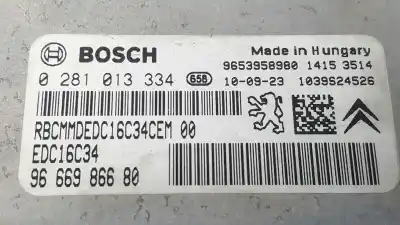 BOSCH
Made in Hungary
9653958980 1415 3514
0 281 013 334 658 10-09-23 1039S24526
RBCMMDEDC16C34CEM 00
EDC16C34
96 669 866 80